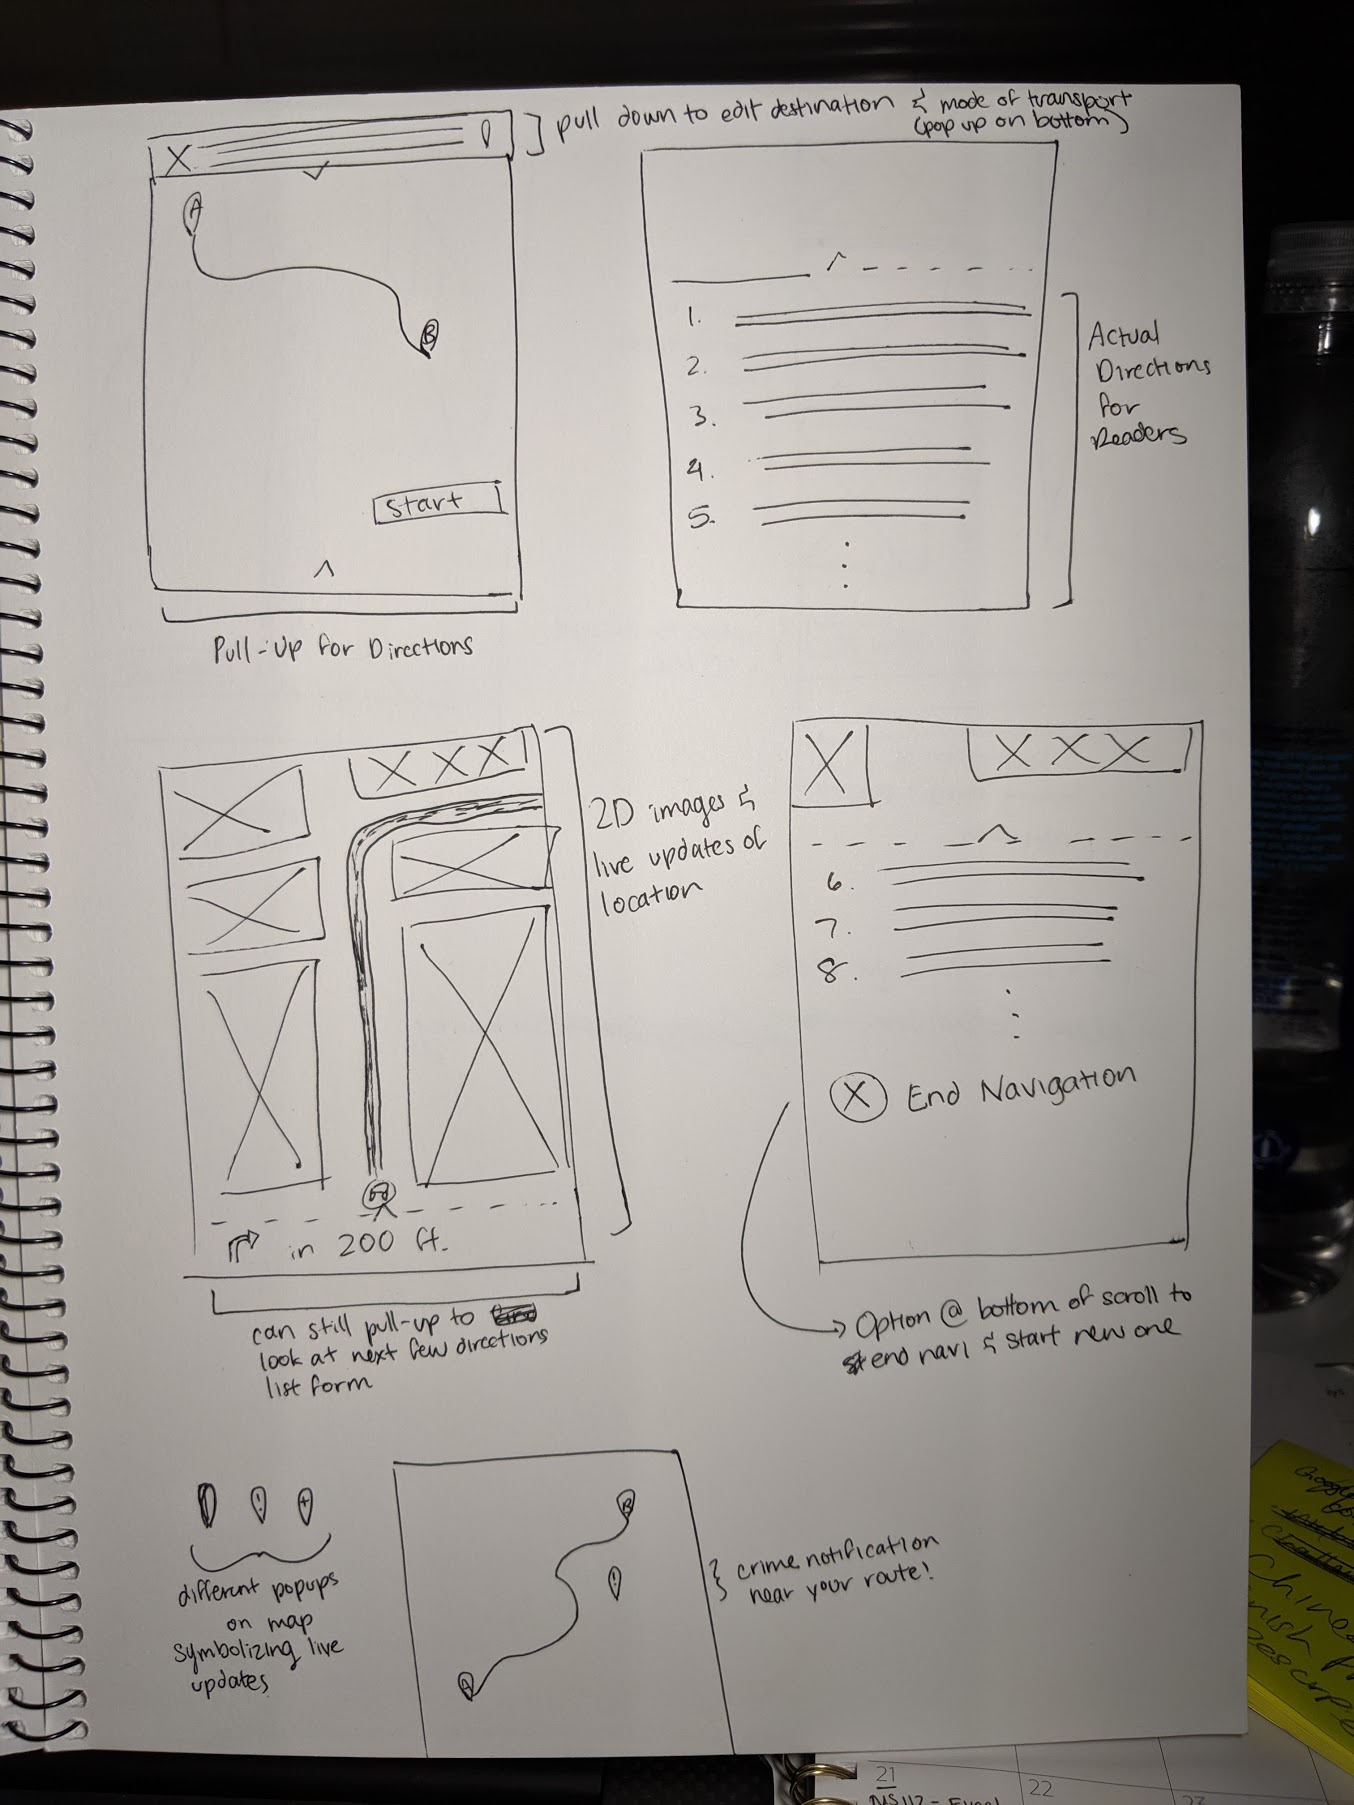 pull down to edit destination & mode of transport
(pop up on bottom)
A
B
start
Pull-Up for Directions
1.
2.
3.
4.
5.
Actual
Directions
for
Readers
2D images &
live updates of
location
in 200 ft.
can still pull-up to
look at next few directions
list form
6.
7.
8.
X End Navigation
Option @ bottom of scroll to
end navi & start new one
! +
different popups
on map
symbolizing live
updates
B
!
A
crime notification
near your route!
21
22
23